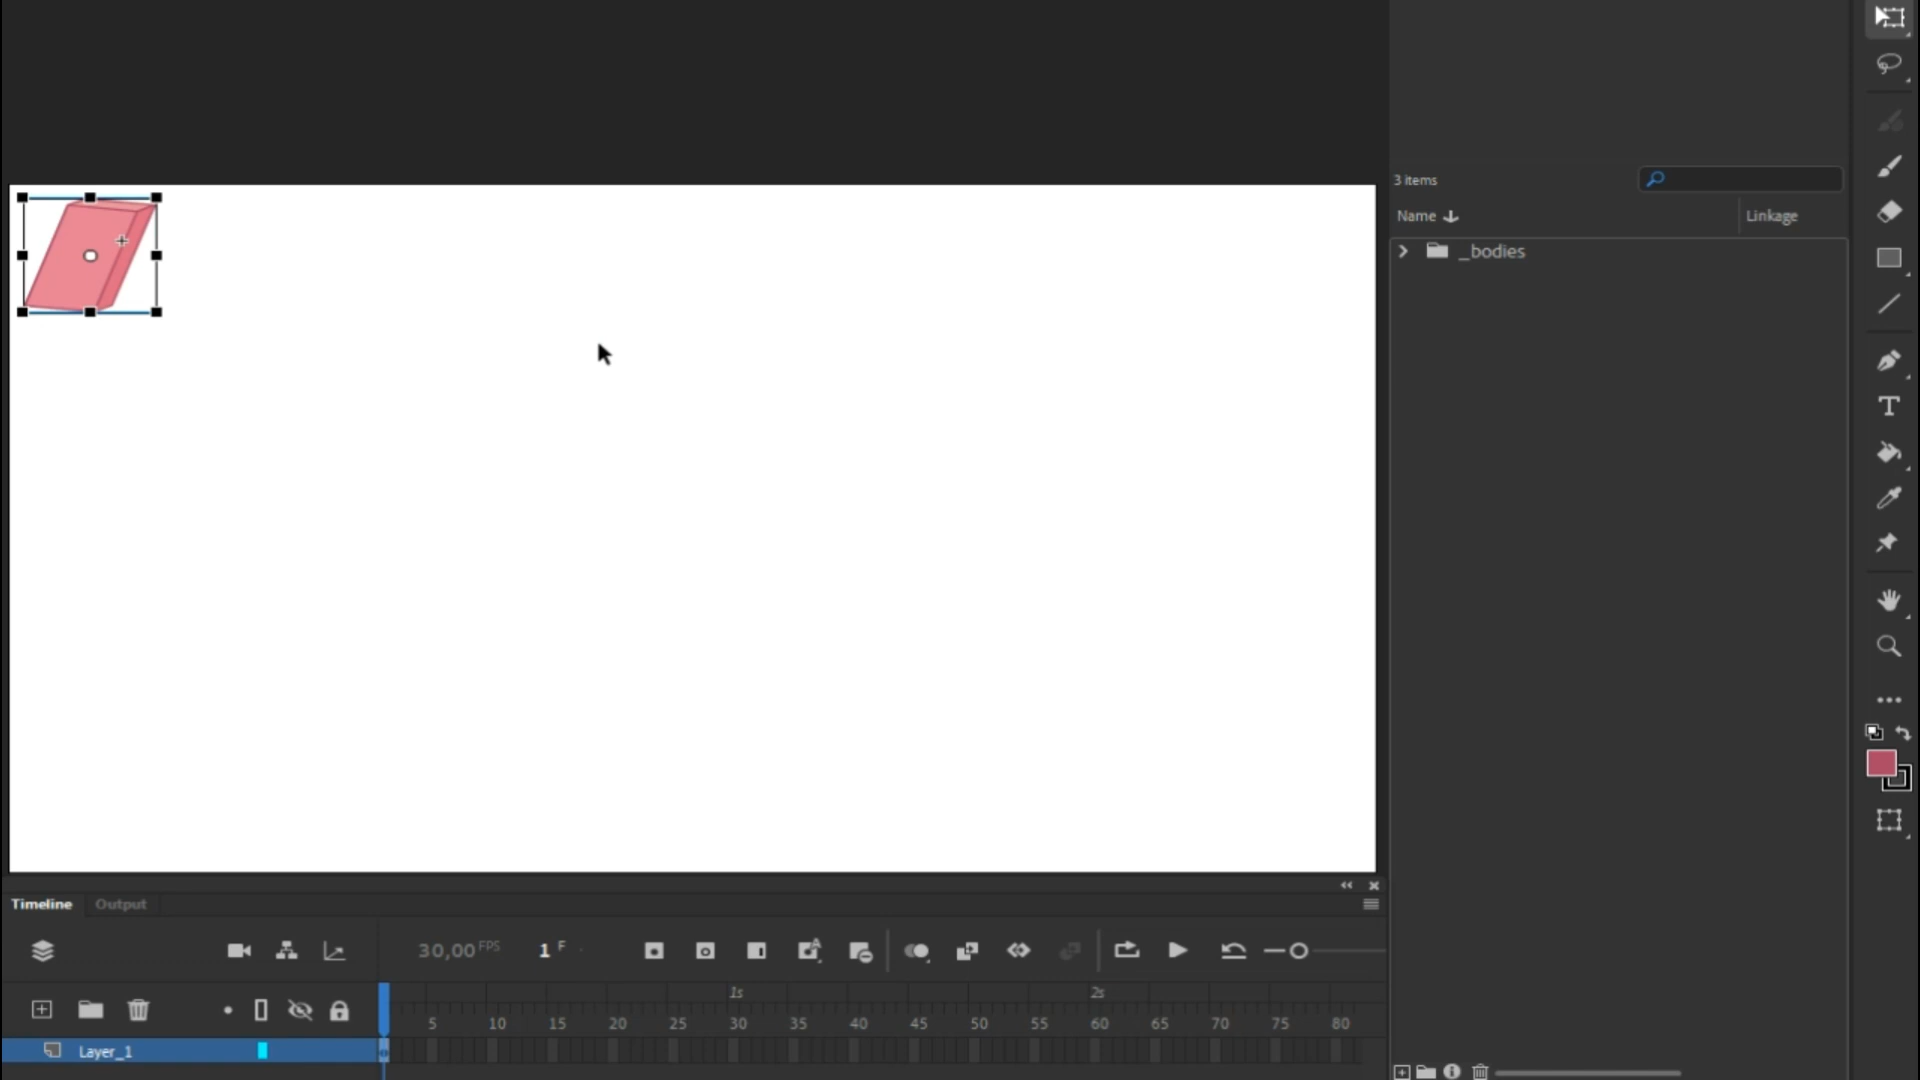 3 items
Name
Linkage
_bodies
Timeline
Output
30,00 FPS
1 F
1s
2s
5 10 15 20 25 30 35 40 45 50 55 60 65 70 75 80
Layer_1